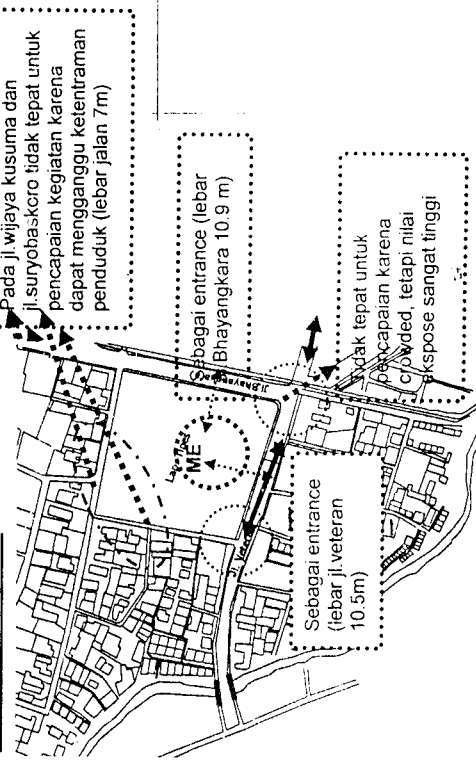 Pada jl.wijaya kusuma dan
jl.suryobaskoro tidak tepat untuk
pencapaian kegiatan karena
dapat mengganggu ketentraman
penduduk (lebar jalan 7m)
Sebagai entrance (lebar
Bhayangkara 10.9 m)
Jl.Bhayangkara
ME
Tidak tepat untuk
pencapaian karena
crowded, tetapi nilai
ekspose sangat tinggi
Sebagai entrance
(lebar jl.veteran
10.5m)